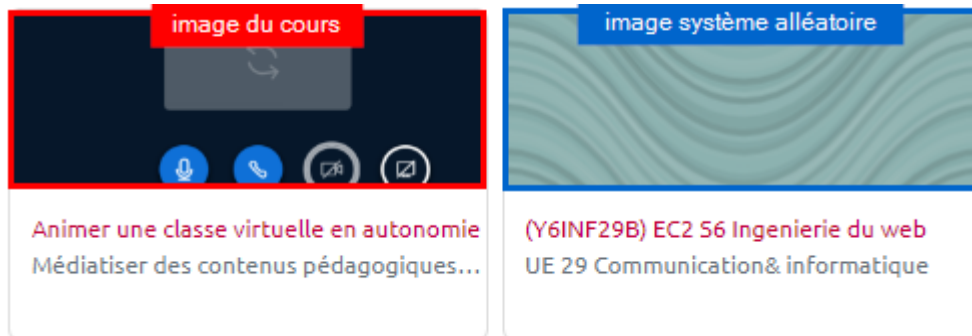 image du cours
image système alléatoire
Animer une classe virtuelle en autonomie
Médiatiser des contenus pédagogiques...
(Y6INF29B) EC2 S6 Ingenierie du web
UE 29 Communication& informatique